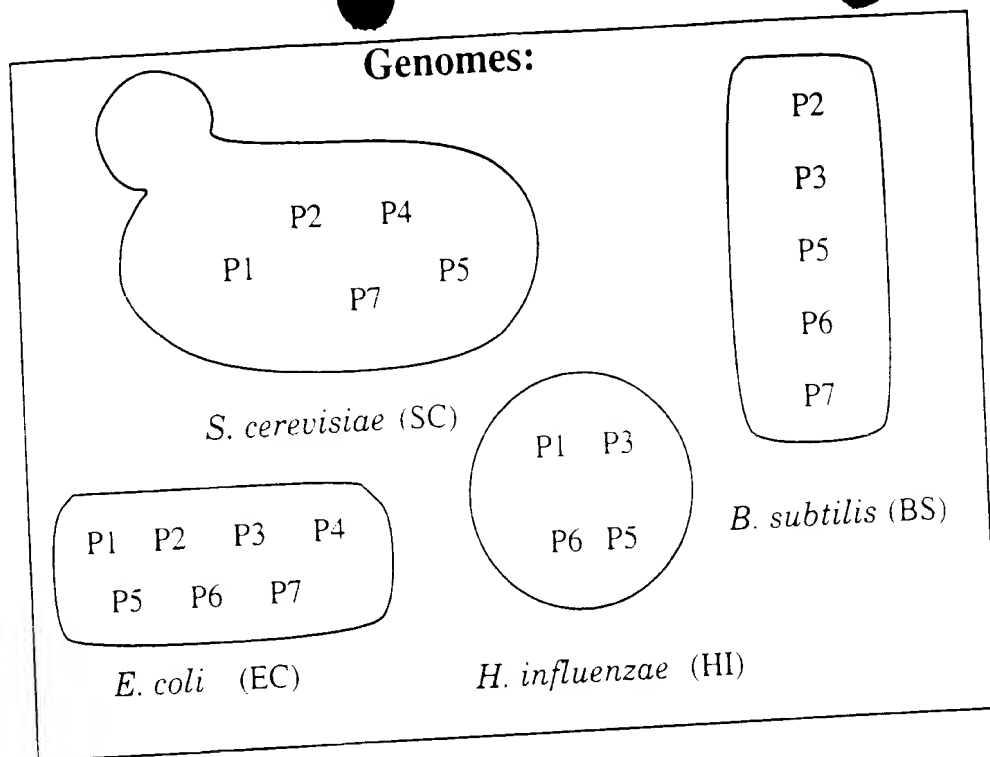 Genomes:
P2 P4
P1 P5
P7
S. cerevisiae (SC)
P2
P3
P5
P6
P7
B. subtilis (BS)
P1 P2 P3 P4
P5 P6 P7
E. coli (EC)
P1 P3
P6 P5
H. influenzae (HI)